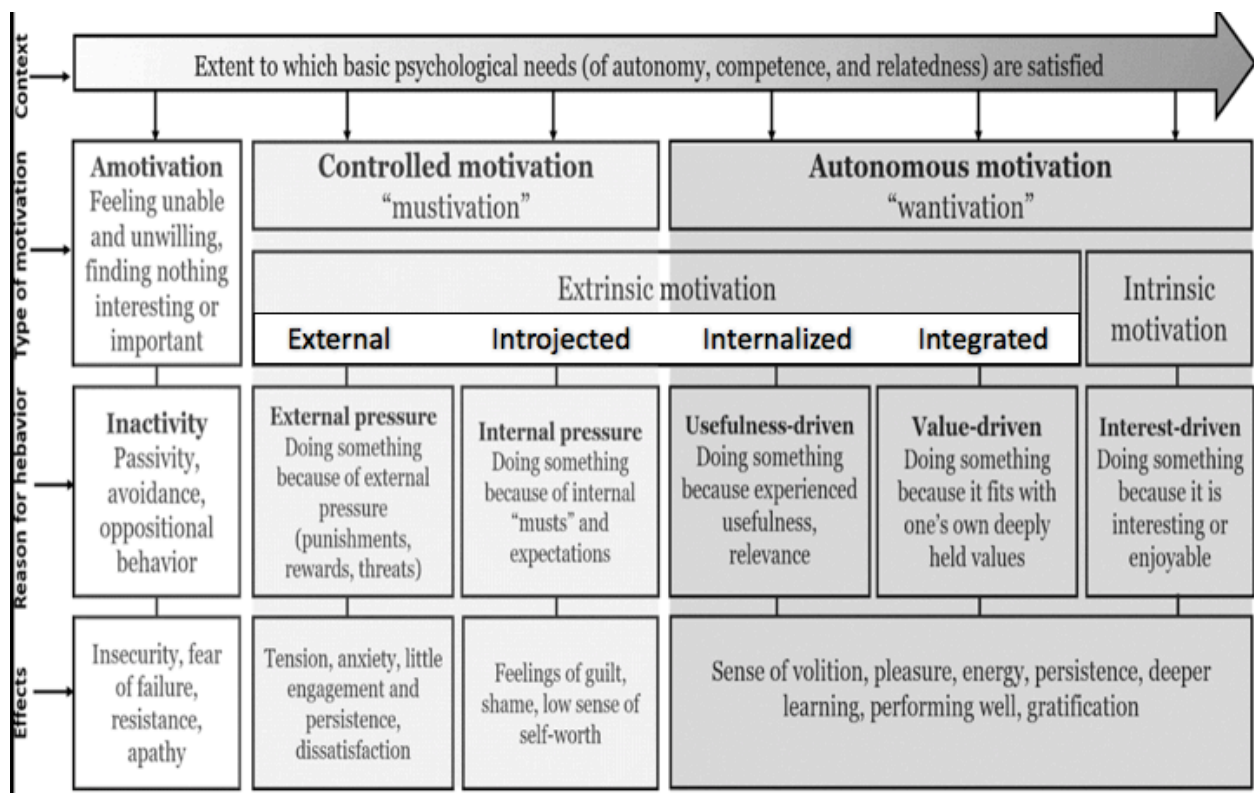 Context
Extent to which basic psychological needs (of autonomy, competence, and relatedness) are satisfied
Type of motivation
Amotivation
Feeling unable
and unwilling,
finding nothing
interesting or
important
Controlled motivation
“mustivation”
Autonomous motivation
“wantivation”
Extrinsic motivation
External
Introjected
Internalized
Integrated
Intrinsic
motivation
Reason for hebavior
Inactivity
Passivity,
avoidance,
oppositional
behavior
External pressure
Doing something
because of external
pressure
(punishments,
rewards, threats)
Internal pressure
Doing something
because of internal
“musts” and
expectations
Usefulness-driven
Doing something
because experienced
usefulness,
relevance
Value-driven
Doing something
because it fits with
one’s own deeply
held values
Interest-driven
Doing something
because it is
interesting or
enjoyable
Effects
Insecurity, fear
of failure,
resistance,
apathy
Tension, anxiety, little
engagement and
persistence,
dissatisfaction
Feelings of guilt,
shame, low sense of
self-worth
Sense of volition, pleasure, energy, persistence, deeper
learning, performing well, gratification